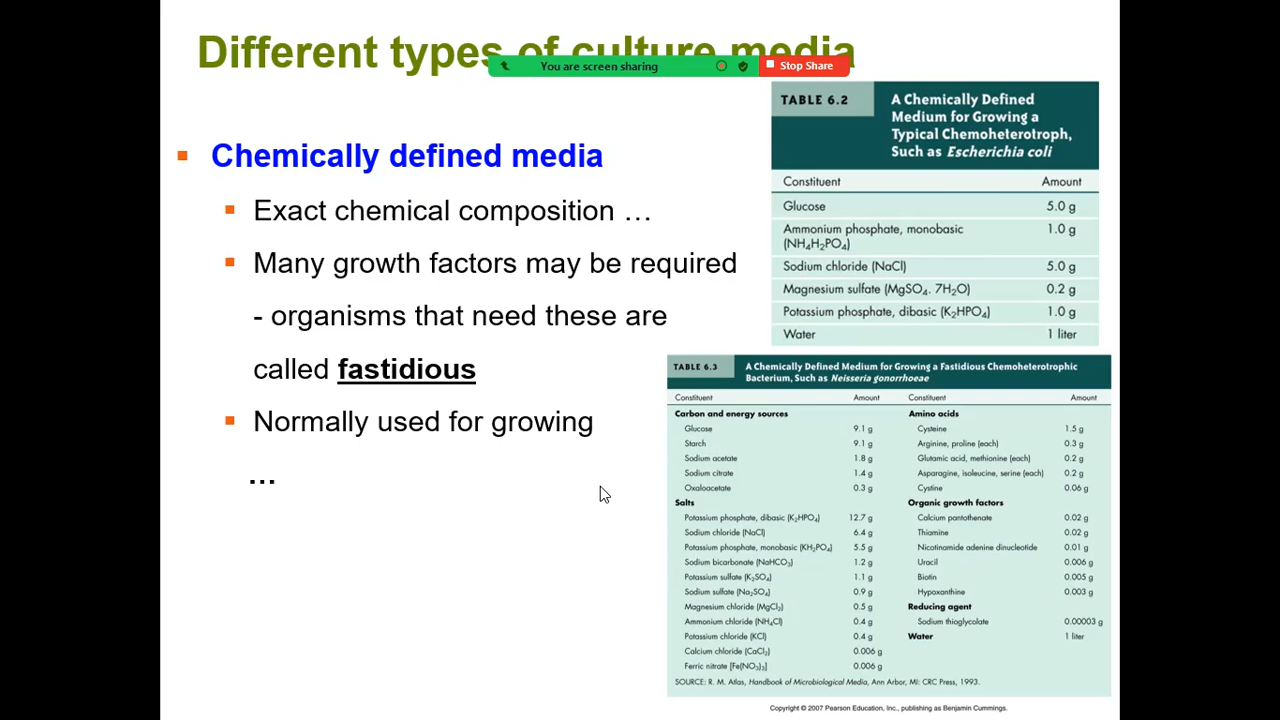 Different types of culture media
You are screen sharing
Stop Share
Chemically defined media
Exact chemical composition …
Many growth factors may be required
- organisms that need these are
called fastidious
Normally used for growing
…
TABLE 6.2
A Chemically Defined
Medium for Growing a
Typical Chemoheterotroph,
Such as Escherichia coli
Constituent Amount
Glucose 5.0 g
Ammonium phosphate, monobasic 1.0 g
(NH₄H₂PO₄)
Sodium chloride (NaCl) 5.0 g
Magnesium sulfate (MgSO₄. 7H₂O) 0.2 g
Potassium phosphate, dibasic (K₂HPO₄) 1.0 g
Water 1 liter
TABLE 6.3
A Chemically Defined Medium for Growing a Fastidious Chemoheterotrophic
Bacterium, Such as Neisseria gonorrhoeae
Constituent Amount Constituent Amount
Carbon and energy sources Amino acids
Glucose 9.1 g Cysteine 1.5 g
Starch 9.1 g Arginine, proline (each) 0.3 g
Sodium acetate 1.8 g Glutamic acid, methionine (each) 0.2 g
Sodium citrate 1.4 g Asparagine, isoleucine, serine (each) 0.2 g
Oxaloacetate 0.3 g Cystine 0.06 g
Salts Organic growth factors
Potassium phosphate, dibasic (K₂HPO₄) 12.7 g Calcium pantothenate 0.02 g
Sodium chloride (NaCl) 6.4 g Thiamine 0.02 g
Potassium phosphate, monobasic (KH₂PO₄) 5.5 g Nicotinamide adenine dinucleotide 0.01 g
Sodium bicarbonate (NaHCO₃) 1.2 g Uracil 0.006 g
Potassium sulfate (K₂SO₄) 1.1 g Biotin 0.005 g
Sodium sulfate (Na₂SO₄) 0.9 g Hypoxanthine 0.003 g
Magnesium chloride (MgCl₂) 0.5 g Reducing agent
Ammonium chloride (NH₄Cl) 0.4 g Sodium thioglycolate 0.00003 g
Potassium chloride (KCl) 0.4 g Water 1 liter
Calcium chloride (CaCl₂) 0.006 g
Ferric nitrate [Fe(NO₃)₃] 0.006 g
SOURCE: R. M. Atlas, Handbook of Microbiological Media, Ann Arbor, MI: CRC Press, 1993.
Copyright © 2007 Pearson Education, Inc., publishing as Benjamin Cummings.